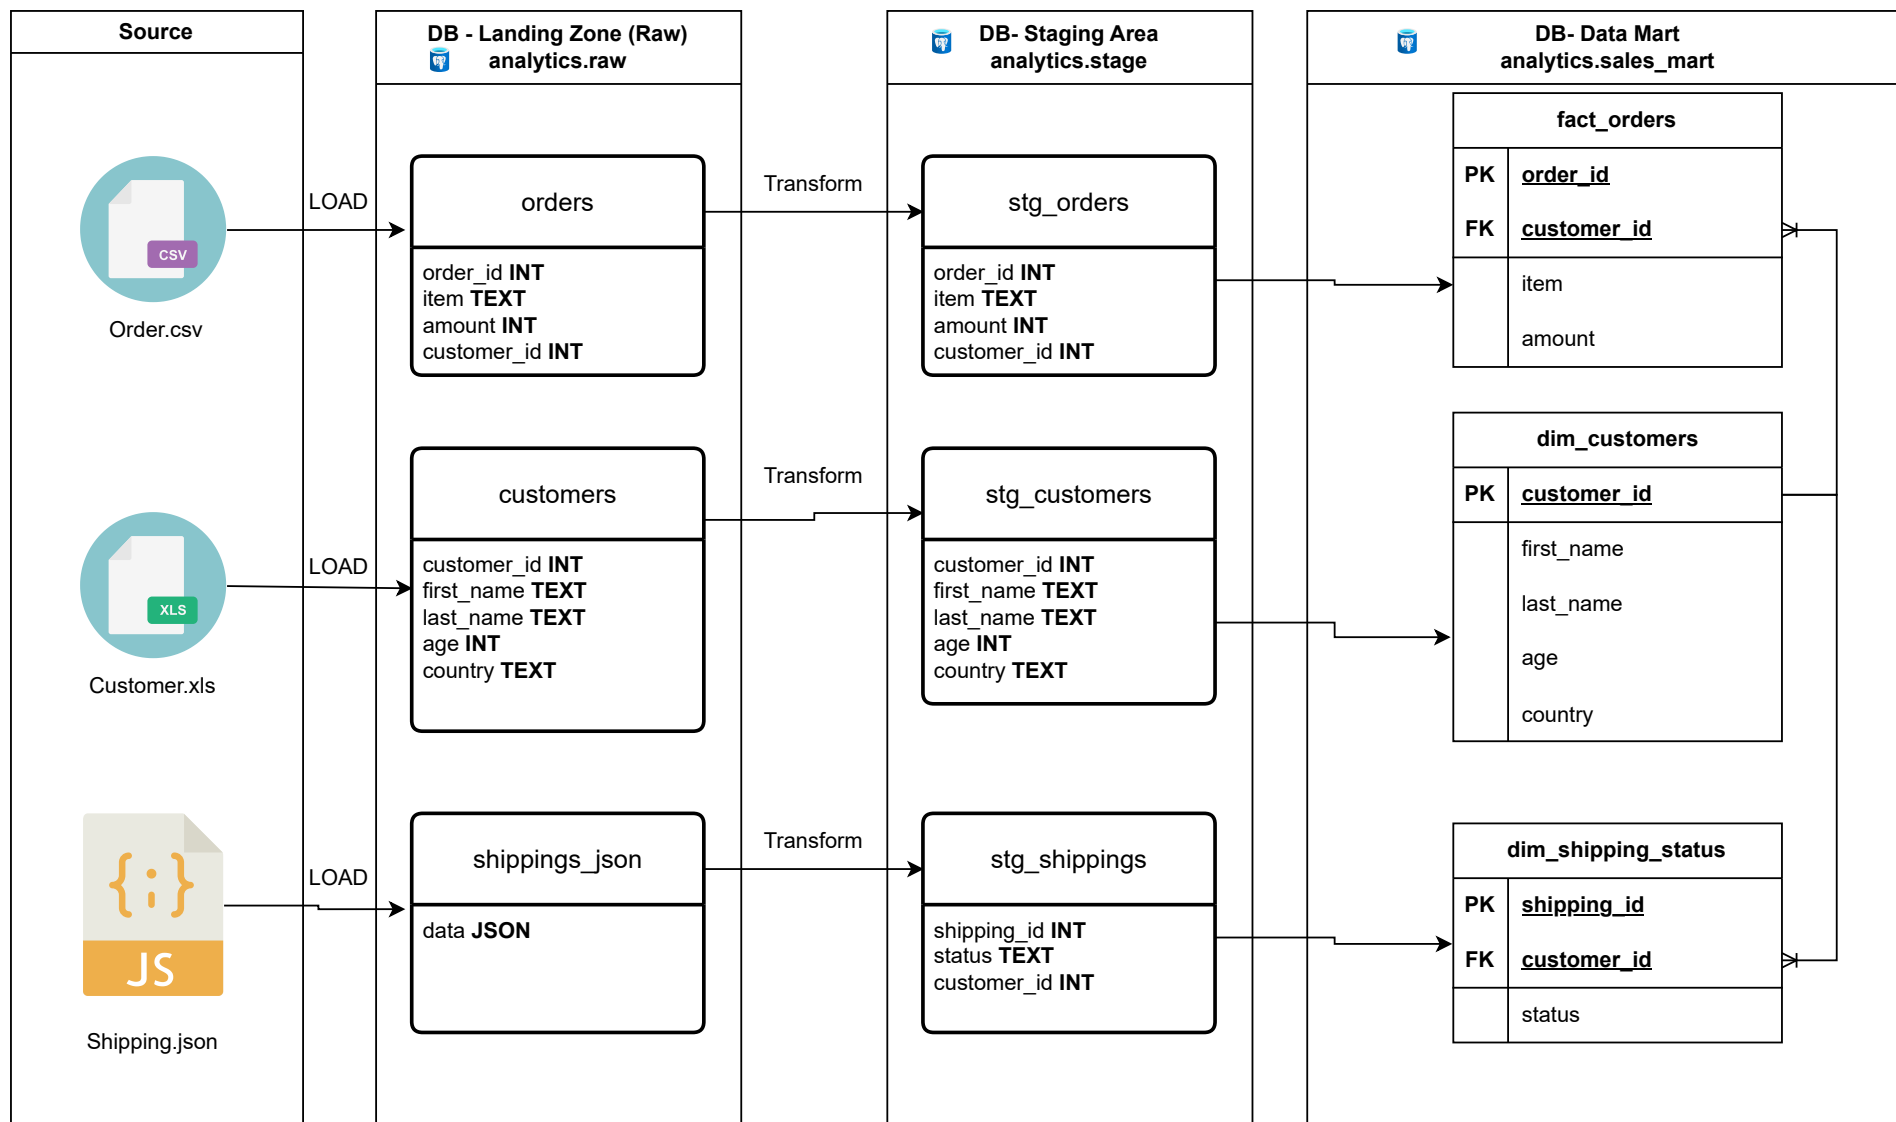 Source
DB - Landing Zone (Raw)
analytics.raw
DB- Staging Area
analytics.stage
DB- Data Mart
analytics.sales_mart
CSV
Order.csv
LOAD
orders
order_id INT
item TEXT
amount INT
customer_id INT
Transform
stg_orders
order_id INT
item TEXT
amount INT
customer_id INT
fact_orders
PK order_id
FK customer_id
item
amount
XLS
Customer.xls
LOAD
customers
customer_id INT
first_name TEXT
last_name TEXT
age INT
country TEXT
Transform
stg_customers
customer_id INT
first_name TEXT
last_name TEXT
age INT
country TEXT
dim_customers
PK customer_id
first_name
last_name
age
country
{;}
JS
Shipping.json
LOAD
shippings_json
data JSON
Transform
stg_shippings
shipping_id INT
status TEXT
customer_id INT
dim_shipping_status
PK shipping_id
FK customer_id
status